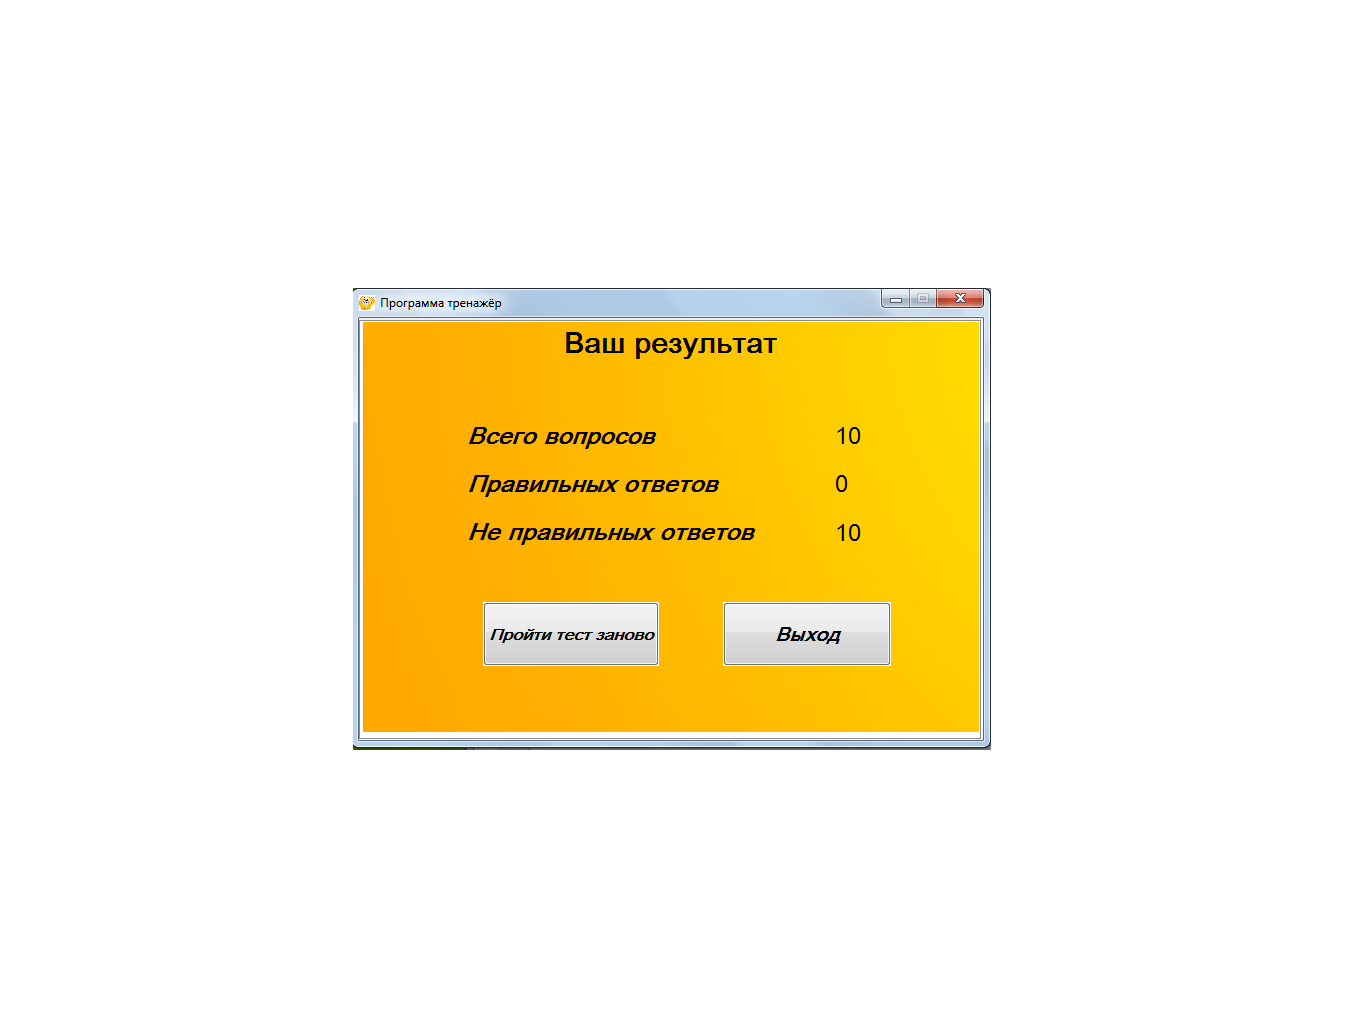 Программа тренажёр
Ваш результат
Всего вопросов 10
Правильных ответов 0
Не правильных ответов 10
Пройти тест заново Выход